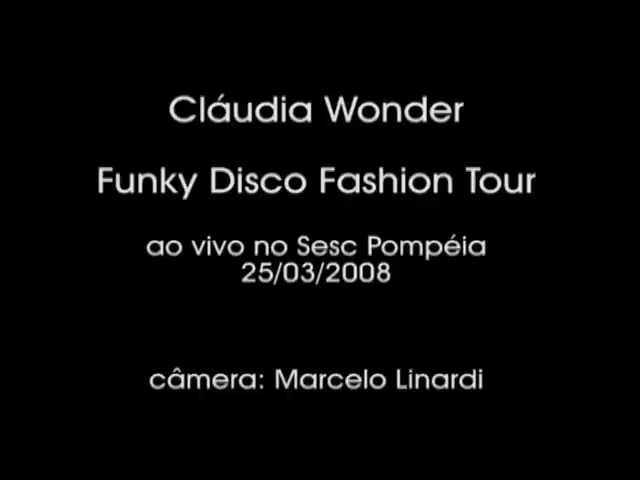 Cláudia Wonder
Funky Disco Fashion Tour
ao vivo no Sesc Pompéia
25/03/2008
câmera: Marcelo Linardi